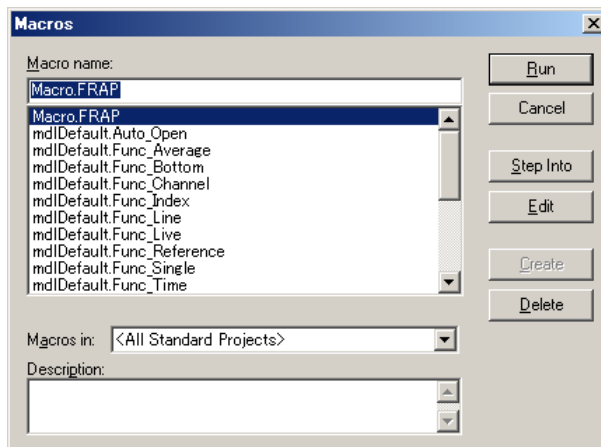 Macros
Macro name:
Macro.FRAP
Macro.FRAP
mdlDefault.Auto_Open
mdlDefault.Func_Average
mdlDefault.Func_Bottom
mdlDefault.Func_Channel
mdlDefault.Func_Index
mdlDefault.Func_Line
mdlDefault.Func_Live
mdlDefault.Func_Reference
mdlDefault.Func_Single
mdlDefault.Func_Time
Macros in:
<All Standard Projects>
Description:
Run
Cancel
Step Into
Edit
Create
Delete